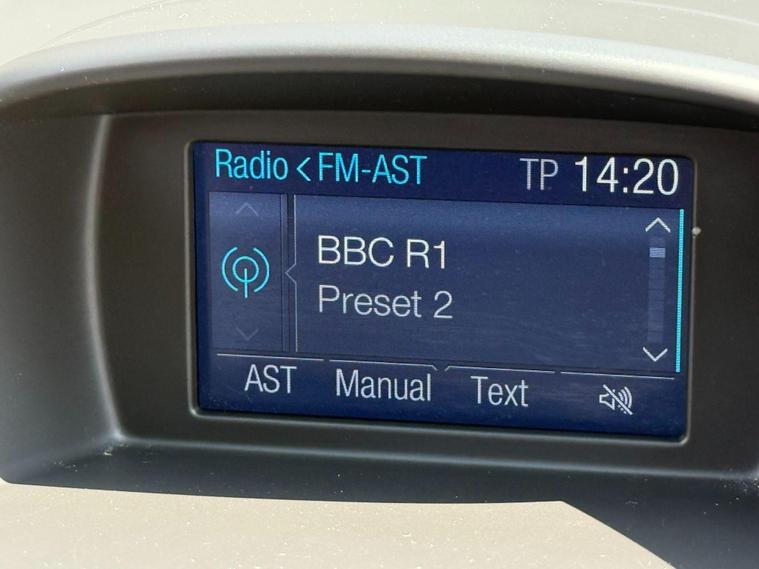 Radio < FM-AST TP 14:20
BBC R1
Preset 2
AST Manual Text